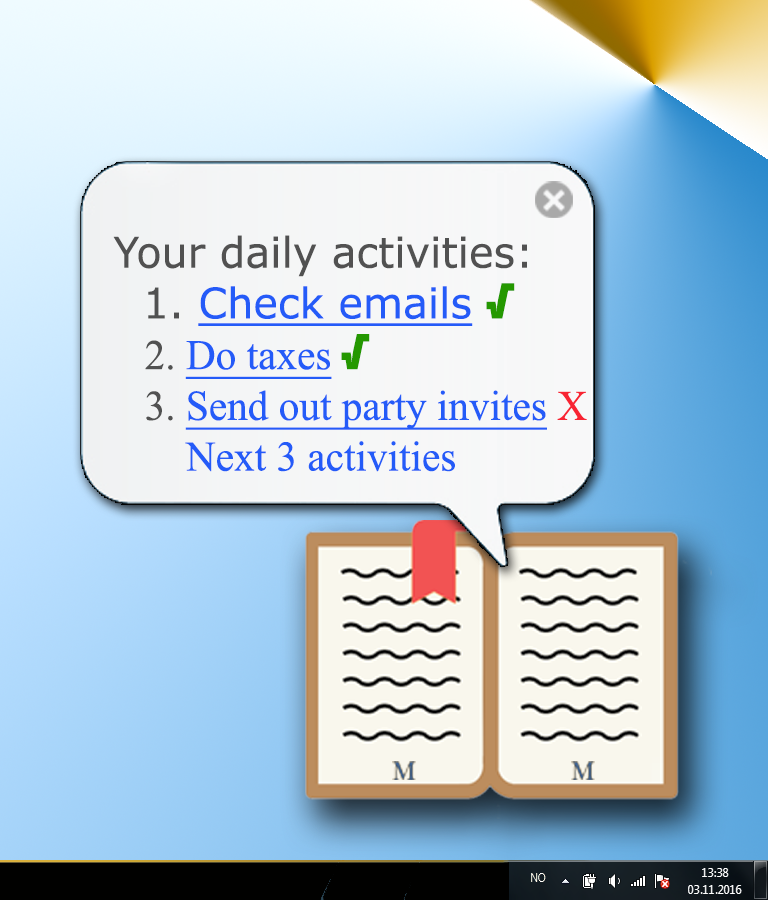 Your daily activities:
1. Check emails √
2. Do taxes √
3. Send out party invites X
Next 3 activities
M M
NO 13:38
03.11.2016